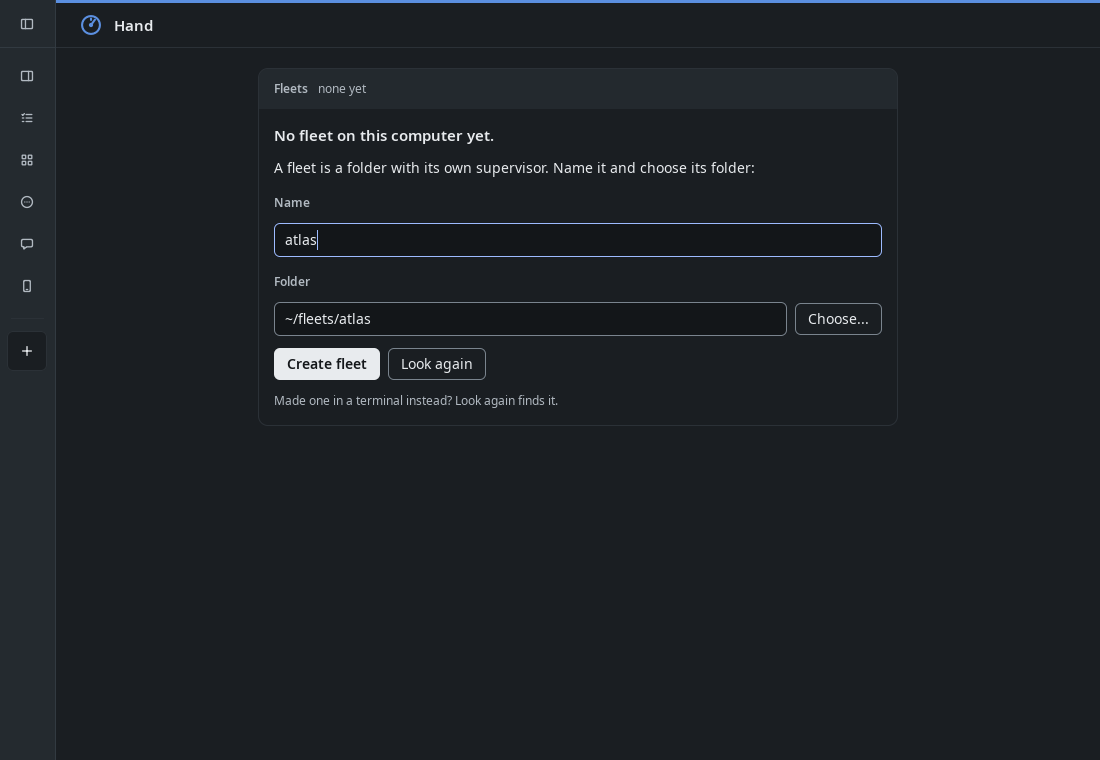 Hand
Fleets none yet
No fleet on this computer yet.
A fleet is a folder with its own supervisor. Name it and choose its folder:
Name
atlas
Folder
~/fleets/atlas
Choose...
Create fleet
Look again
Made one in a terminal instead? Look again finds it.